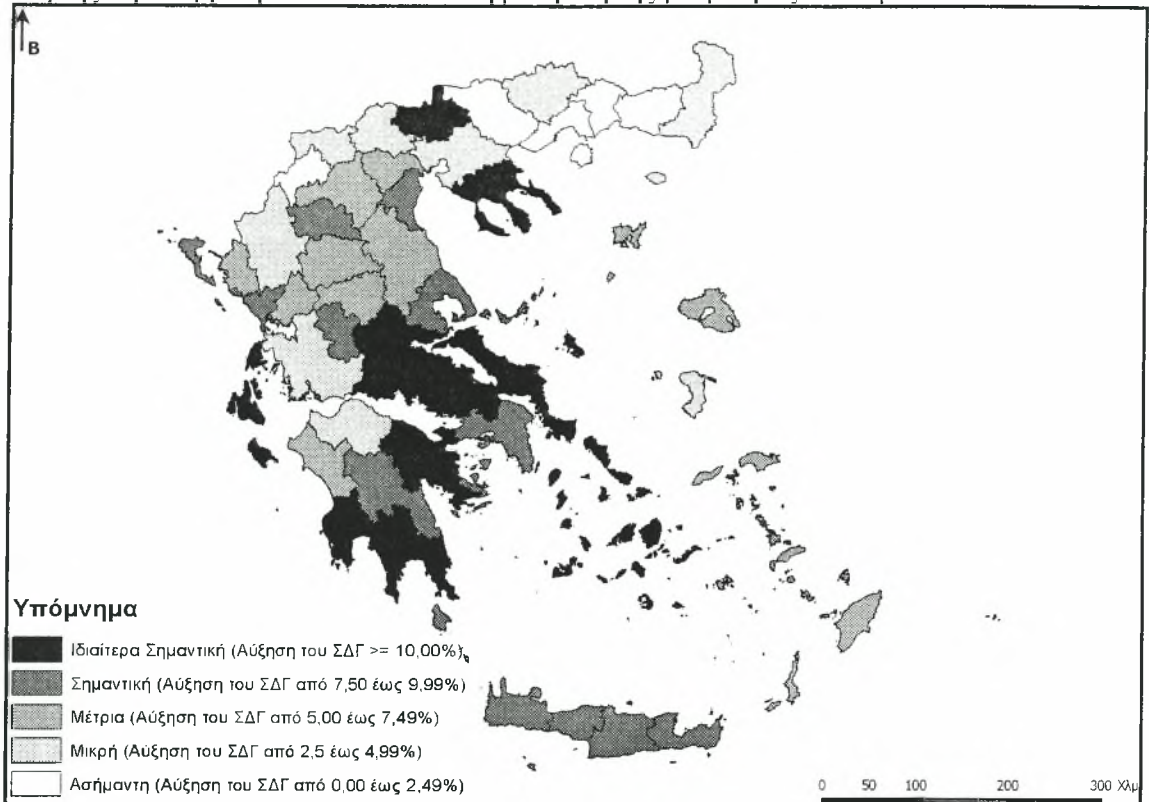 B
Υπόμνημα
Ιδιαίτερα Σημαντική (Αύξηση του ΣΔΓ >= 10,00%)
Σημαντική (Αύξηση του ΣΔΓ από 7,50 έως 9,99%)
Μέτρια (Αύξηση του ΣΔΓ από 5,00 έως 7,49%)
Μικρή (Αύξηση του ΣΔΓ από 2,5 έως 4,99%)
Ασήμαντη (Αύξηση του ΣΔΓ από 0,00 έως 2,49%)
0 50 100 200 300 Χλμ